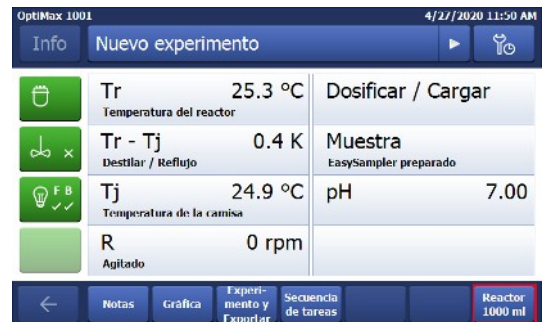 OptiMax 1001
4/27/2020 11:50 AM
Info
Nuevo experimento
Tr 25.3 °C
Temperatura del reactor
Dosificar / Cargar
Tr - Tj 0.4 K
Destilar / Reflujo
Muestra
EasySampler preparado
F B
Tj 24.9 °C
Temperatura de la camisa
pH 7.00
R 0 rpm
Agitado
Notas
Gráfica
Experi-
mento y
Exportar
Secuencia
de tareas
Reactor
1000 ml